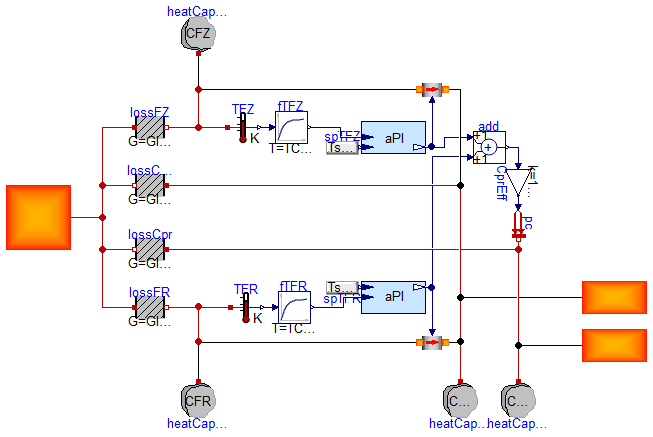 heatCap...
CFZ
lossFZ
G=Gl...
TFZ
K
fTFZ
T=TC...
spTFZ
Ts...
aPI
add
+1
+
+1
k=1...
CprEff
pc
lossC...
G=Gl...
lossCpr
G=Gl...
lossFR
G=Gl...
TFR
K
fTFR
T=TC...
Ts...
spTFR
aPI
CFR
heatCap...
C...
heatCap...
C...
heatCap...